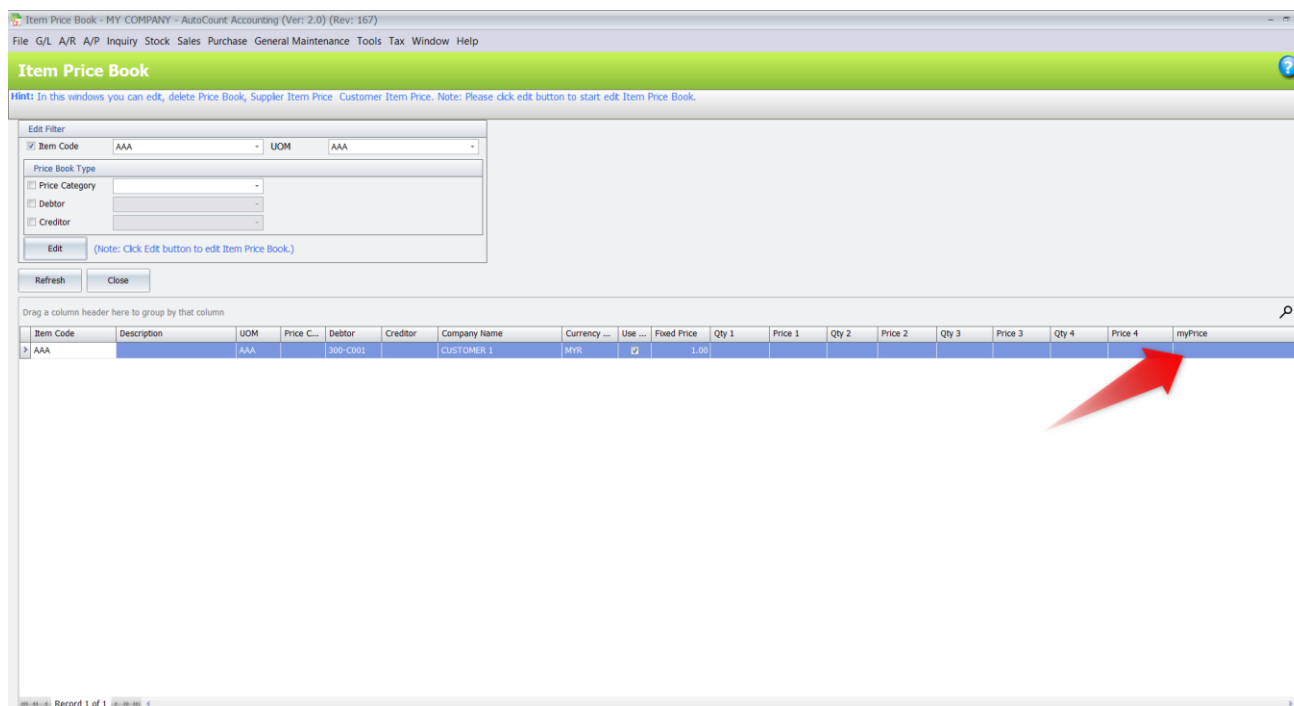 Item Price Book - MY COMPANY - AutoCount Accounting (Ver: 2.0) (Rev: 167)
File G/L A/R A/P Inquiry Stock Sales Purchase General Maintenance Tools Tax Window Help
Item Price Book
Hint: In this windows you can edit, delete Price Book, Supplier Item Price Customer Item Price. Note: Please click edit button to start edit Item Price Book.
Edit Filter
Item Code AAA UOM AAA
Price Book Type
Price Category
Debtor
Creditor
Edit (Note: Click Edit button to edit Item Price Book.)
Refresh Close
Drag a column header here to group by that column
Item Code Description UOM Price C... Debtor Creditor Company Name Currency ... Use ... Fixed Price Qty 1 Price 1 Qty 2 Price 2 Qty 3 Price 3 Qty 4 Price 4 myPrice
AAA AAA 300-C001 CUSTOMER 1 MYR 1.00
Record 1 of 1